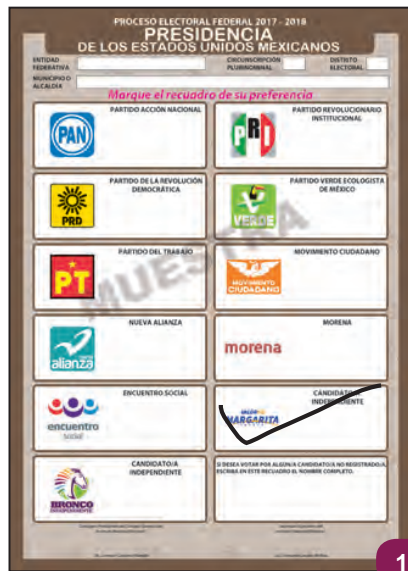 PROCESO ELECTORAL FEDERAL 2017 - 2018
PRESIDENCIA
DE LOS ESTADOS UNIDOS MEXICANOS
ENTIDAD FEDERATIVA
CIRCUNSCRIPCIÓN PLURINOMINAL
DISTRITO ELECTORAL
MUNICIPIO O ALCALDÍA
Marque el recuadro de su preferencia
PARTIDO ACCIÓN NACIONAL
PAN
PARTIDO REVOLUCIONARIO
INSTITUCIONAL
PRI
PARTIDO DE LA REVOLUCIÓN
DEMOCRÁTICA
PRD
PARTIDO VERDE ECOLOGISTA
DE MÉXICO
VERDE
PARTIDO DEL TRABAJO
PT
MOVIMIENTO CIUDADANO
MOVIMIENTO
CIUDADANO
MUESTRA
NUEVA ALIANZA
nueva
alianza
MORENA
morena
ENCUENTRO SOCIAL
encuentro
social
CANDIDATO/A
INDEPENDIENTE
MARGARITA
CANDIDATO/A
INDEPENDIENTE
BRONCO
INDEPENDIENTE
SI DESEA VOTAR POR ALGÚN/A CANDIDATO/A NO REGISTRADO/A,
ESCRIBA EN ESTE RECUADRO EL NOMBRE COMPLETO.
1